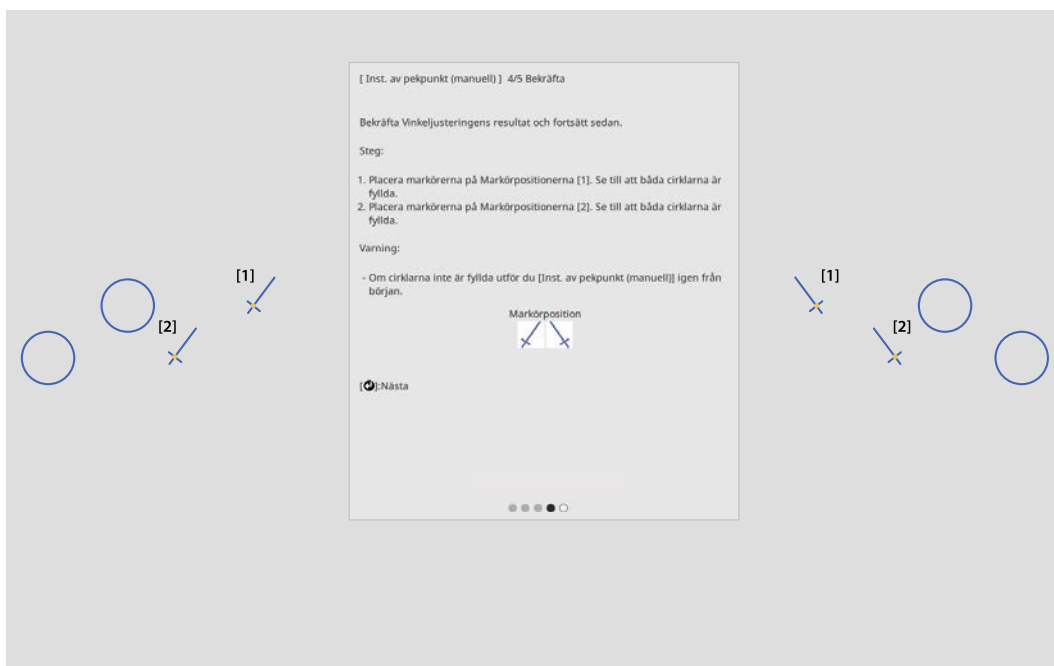 [ Inst. av pekpunkt (manuell) ] 4/5 Bekräfta
Bekräfta Vinkeljusteringens resultat och fortsätt sedan.
Steg:
1. Placera markörerna på Markörpositionerna [1]. Se till att båda cirklarna är
fyllda.
2. Placera markörerna på Markörpositionerna [2]. Se till att båda cirklarna är
fyllda.
Varning:
- Om cirklarna inte är fyllda utför du [Inst. av pekpunkt (manuell)] igen från
början.
[1]
[1]
[2]
[2]
Markörposition
[ ]:Nästa